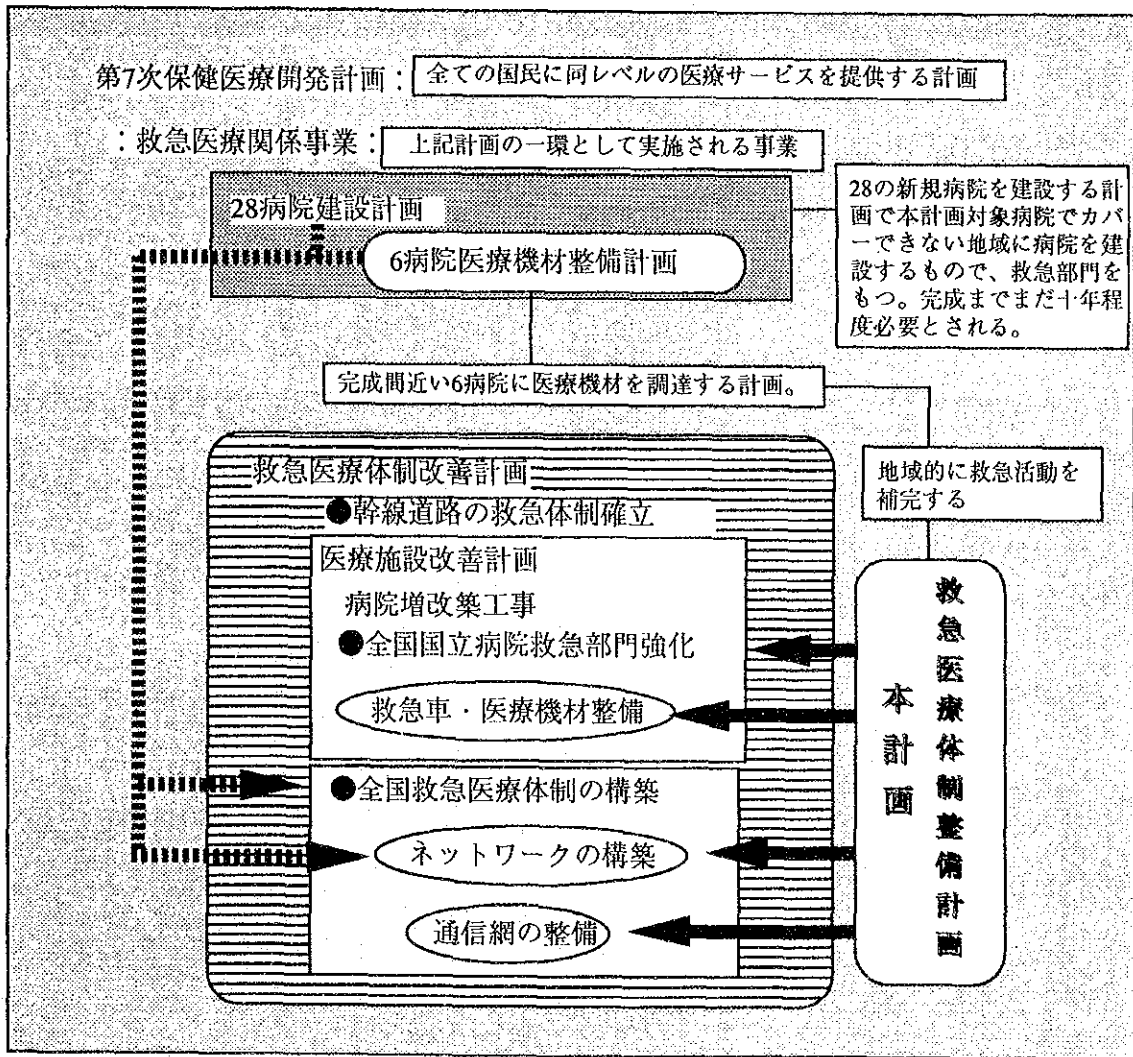 第7次保健医療開発計画：全ての国民に同レベルの医療サービスを提供する計画
：救急医療関係事業：上記計画の一環として実施される事業
28病院建設計画
6病院医療機材整備計画
28の新規病院を建設する計
画で本計画対象病院でカバ
ーできない地域に病院を建
設するもので、救急部門を
もつ。完成までまだ十年程
度必要とされる。
完成間近い6病院に医療機材を調達する計画。
地域的に救急活動を
補完する
救急医療体制改善計画
●幹線道路の救急体制確立
医療施設改善計画
病院増改築工事
●全国国立病院救急部門強化
救急車・医療機材整備
●全国救急医療体制の構築
ネットワークの構築
通信網の整備
救急医療体制整備計画
本計画